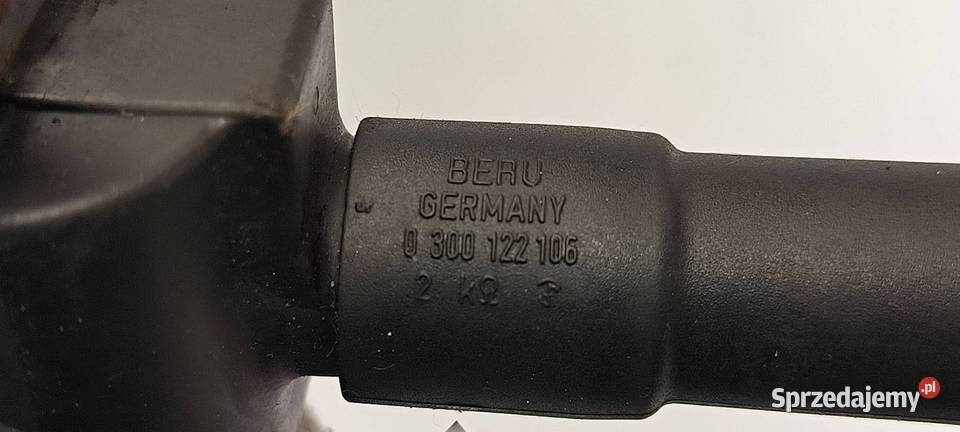 BERU
GERMANY
0 300 122 106
2 kΩ
Sprzedajemy.pl